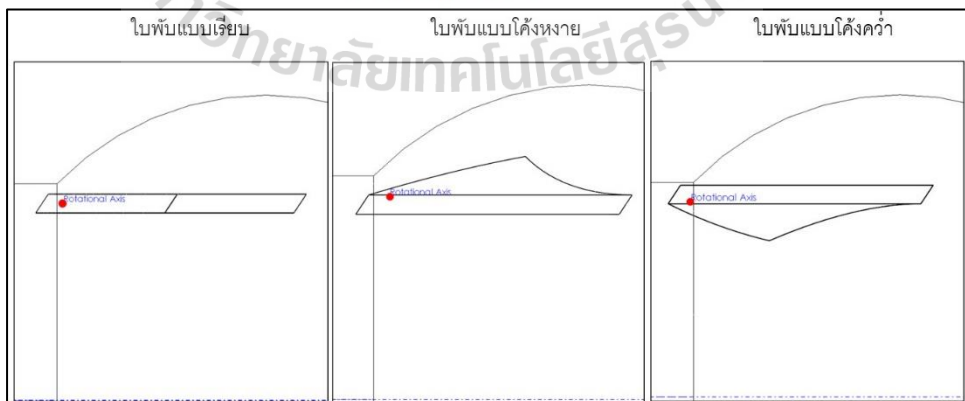 ใบพับแบบเรียบ
ใบพับแบบโค้งหงาย
ใบพับแบบโค้งคว่ำ
Rotational Axis
Rotational Axis
Rotational Axis